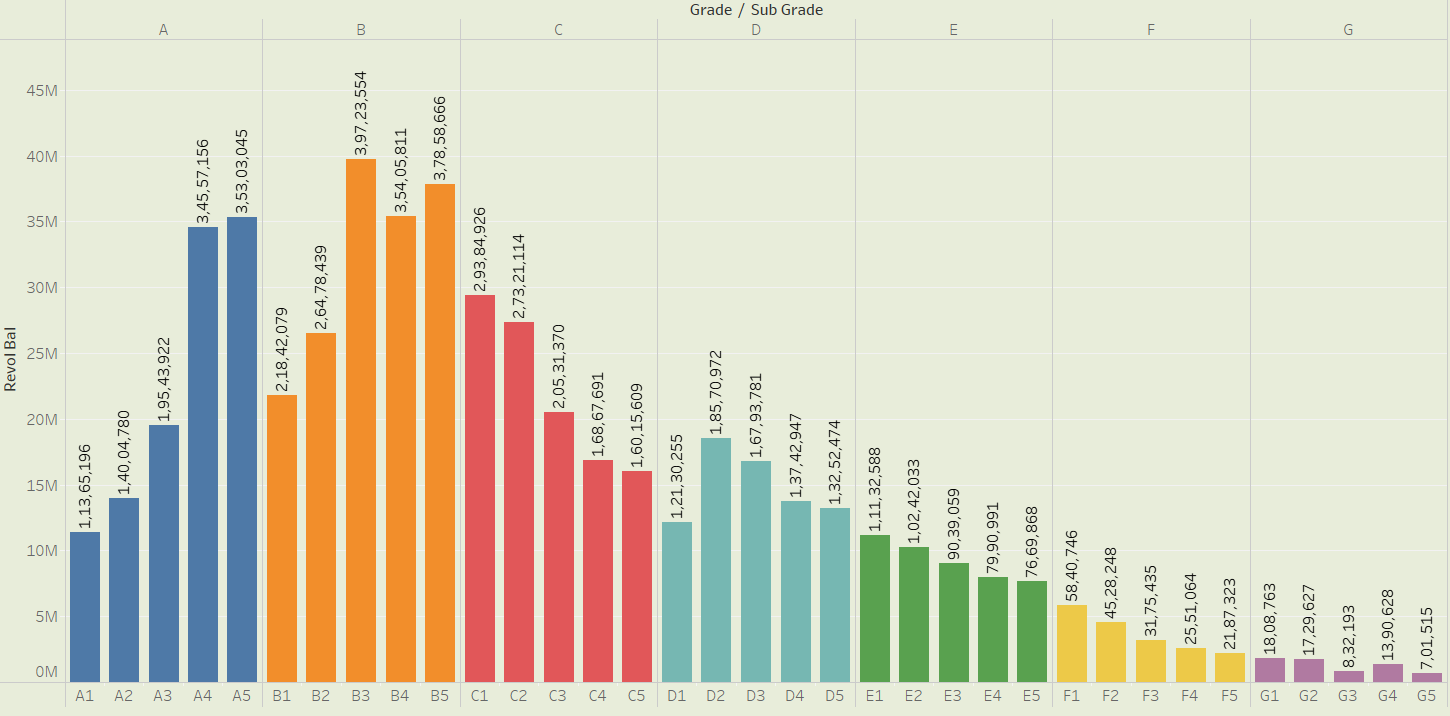 Grade / Sub Grade
A B C D E F G
Revol Bal
45M
40M
35M
30M
25M
20M
15M
10M
5M
0M
1,13,65,196
1,40,04,780
1,95,43,922
3,45,57,156
3,53,03,045
2,18,42,079
2,64,78,439
3,97,23,554
3,54,05,811
3,78,58,666
2,93,84,926
2,73,21,114
2,05,31,370
1,68,67,691
1,60,15,609
1,21,30,255
1,85,70,972
1,67,93,781
1,37,42,947
1,32,52,474
1,11,32,588
1,02,42,033
90,39,059
79,90,991
76,69,868
58,40,746
45,28,248
31,75,435
25,51,064
21,87,323
18,08,763
17,29,627
8,32,193
13,90,628
7,01,515
A1 A2 A3 A4 A5 B1 B2 B3 B4 B5 C1 C2 C3 C4 C5 D1 D2 D3 D4 D5 E1 E2 E3 E4 E5 F1 F2 F3 F4 F5 G1 G2 G3 G4 G5